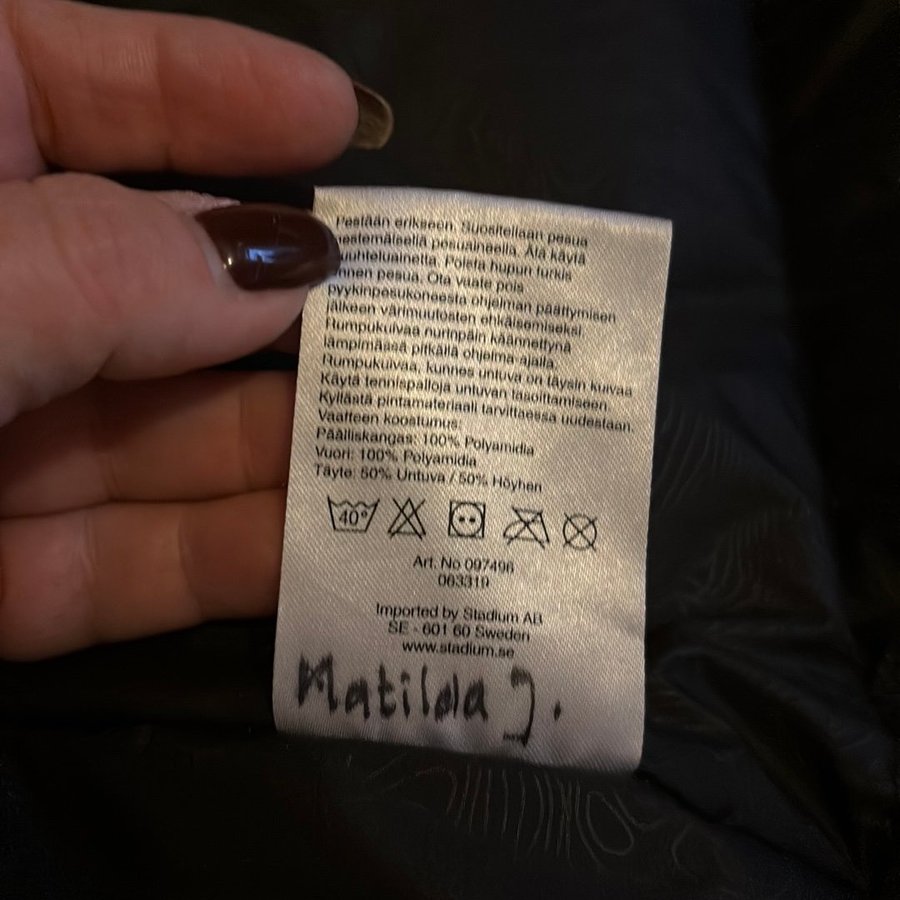 Pestään erikseen. Suositellaan pesua
nestemäisellä pesuaineella. Älä käytä
huuhteluainetta. Poista hupun turkis
ennen pesua. Ota vaate pois
pyykinpesukoneesta ohjelman päättymisen
jälkeen värimuutosten ehkäisemiseksi
Rumpukuivaa nurinpäin käännettynä
lämpimässä pitkällä ohjelma-ajalla.
Rumpukuivaa, kunnes untuva on täysin kuivaa
Käytä tennispalloja untuvan tasoittamiseen
Kyllästä pintamateriaali tarvittaessa uudestaan.
Vaatteen koostumus:
Päälliskangas: 100% Polyamidia
Vuori: 100% Polyamidia
Täyte: 50% Untuva / 50% Höyhen
40°
Art. No 097496
063319
Imported by Stadium AB
SE - 601 60 Sweden
www.stadium.se
Matilda J.